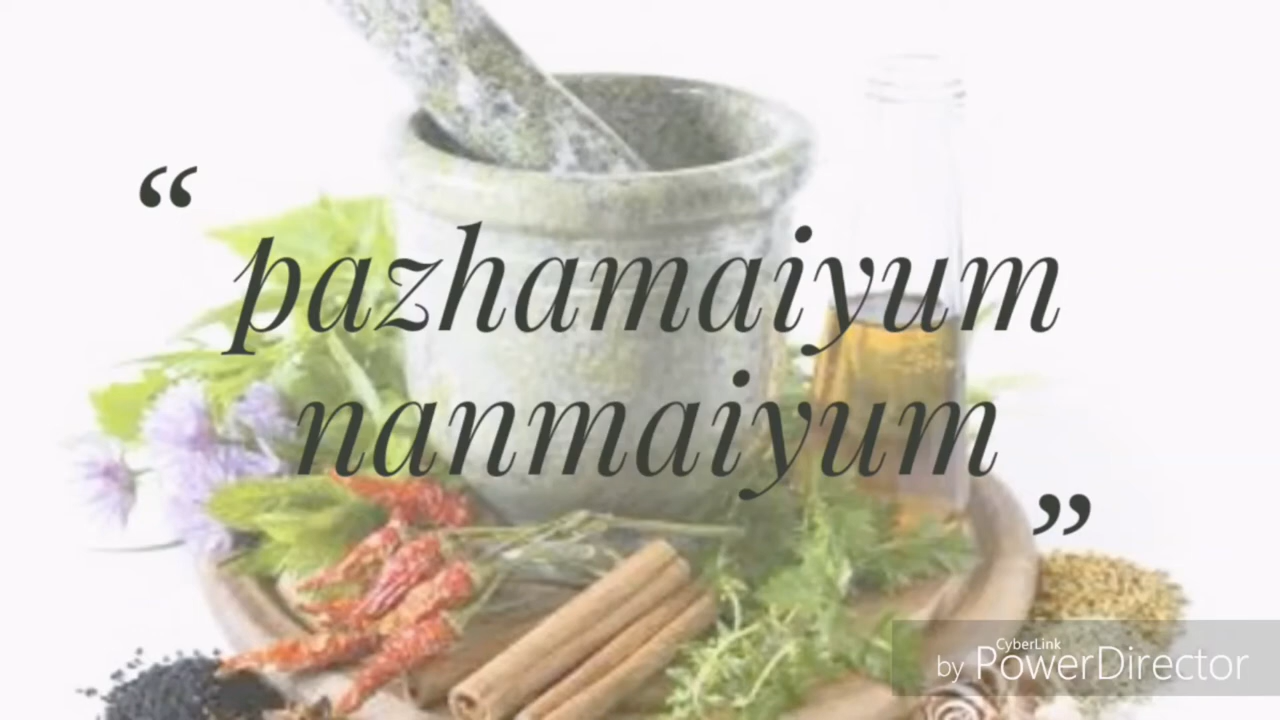 “
pazhamaiyum
nanmaiyum
”
by CyberLink PowerDirector